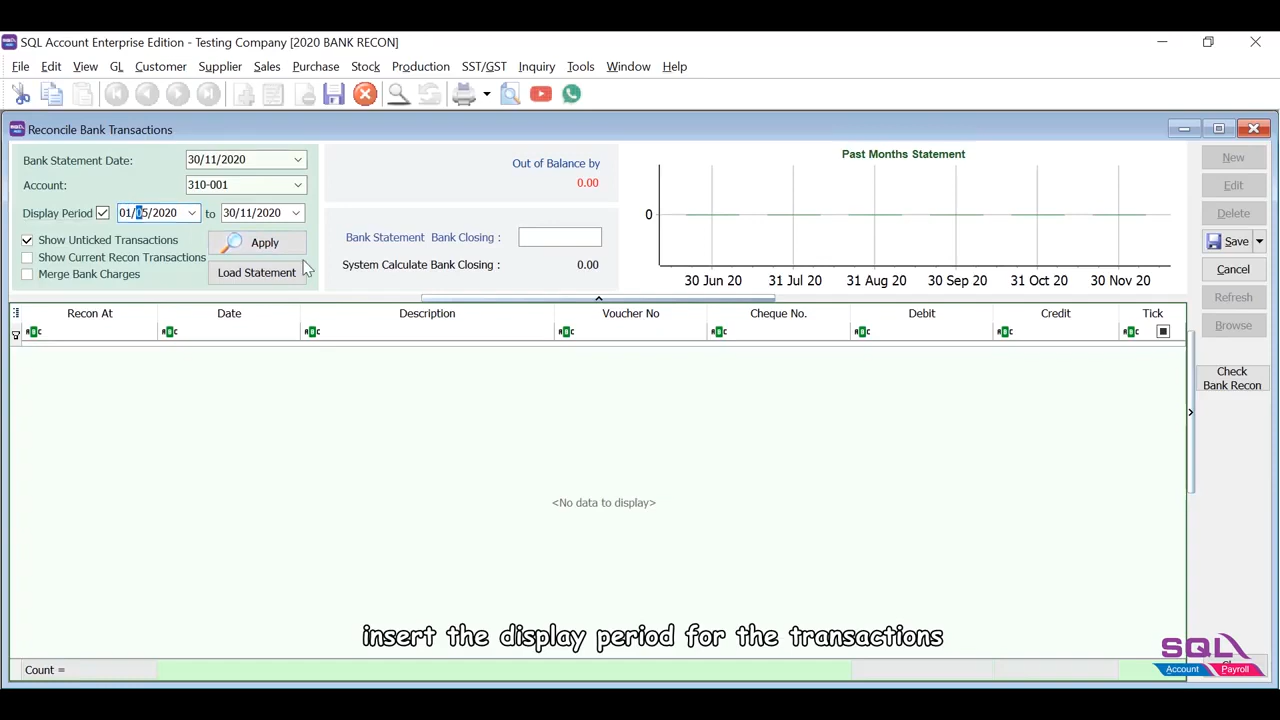 SQL Account Enterprise Edition - Testing Company [2020 BANK RECON]
File Edit View GL Customer Supplier Sales Purchase Stock Production SST/GST Inquiry Tools Window Help
Reconcile Bank Transactions
Bank Statement Date: 30/11/2020
Account: 310-001
Display Period 01/05/2020 to 30/11/2020
Show Unticked Transactions
Apply
Show Current Recon Transactions
Merge Bank Charges
Load Statement
Out of Balance by
0.00
Bank Statement Bank Closing :
System Calculate Bank Closing : 0.00
Past Months Statement
0
30 Jun 20 31 Jul 20 31 Aug 20 30 Sep 20 31 Oct 20 30 Nov 20
New
Edit
Delete
Save
Cancel
Refresh
Browse
Check
Bank Recon
Recon At Date Description Voucher No Cheque No. Debit Credit Tick
<No data to display>
insert the display period for the transactions
Count =
SQL
Account Payroll